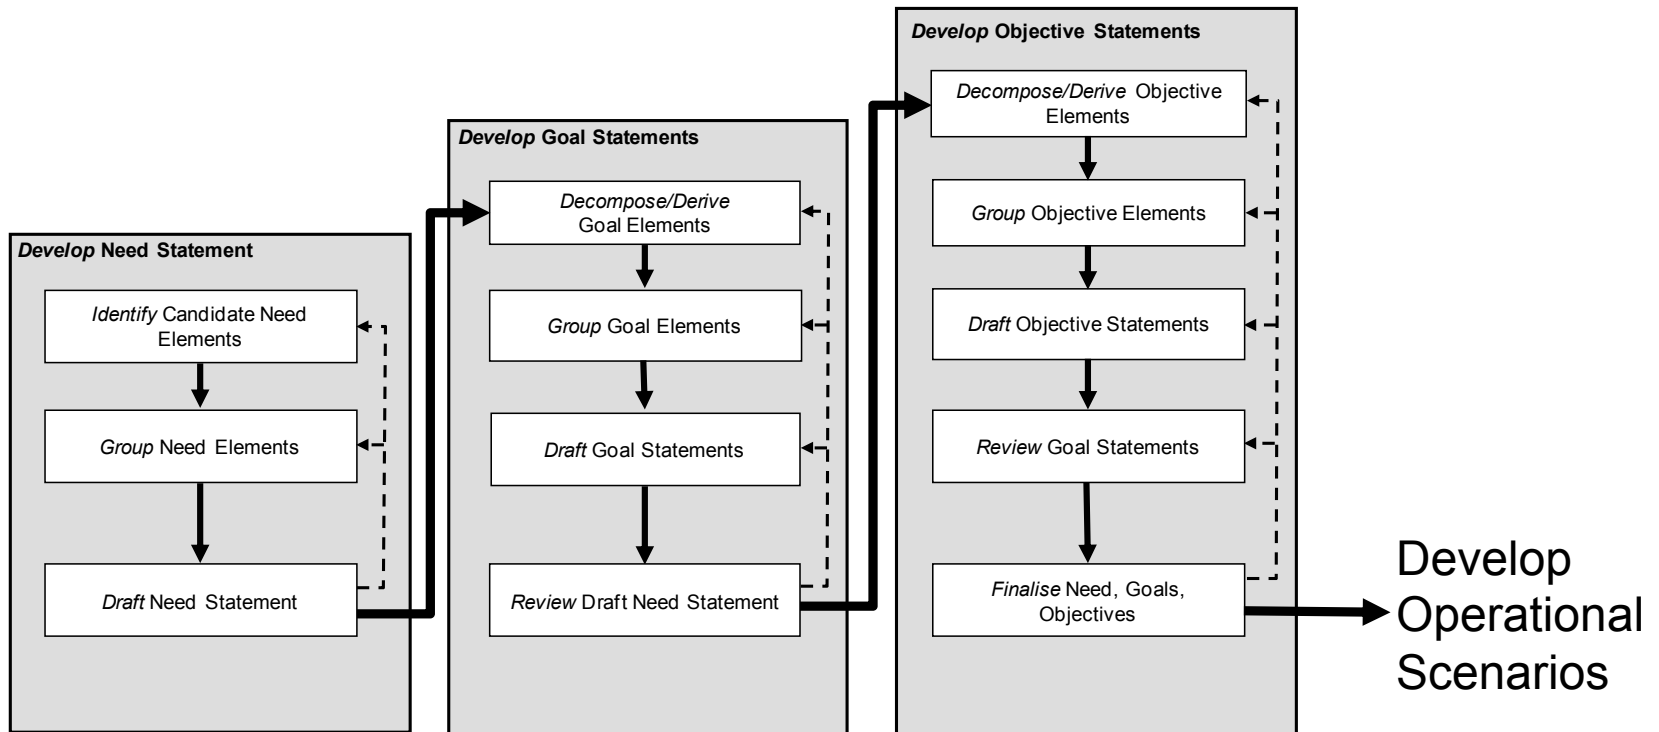 Develop Need Statement
Identify Candidate Need
Elements
Group Need Elements
Draft Need Statement
Develop Goal Statements
Decompose/Derive
Goal Elements
Group Goal Elements
Draft Goal Statements
Review Draft Need Statement
Develop Objective Statements
Decompose/Derive Objective
Elements
Group Objective Elements
Draft Objective Statements
Review Goal Statements
Finalise Need, Goals,
Objectives
Develop
Operational
Scenarios